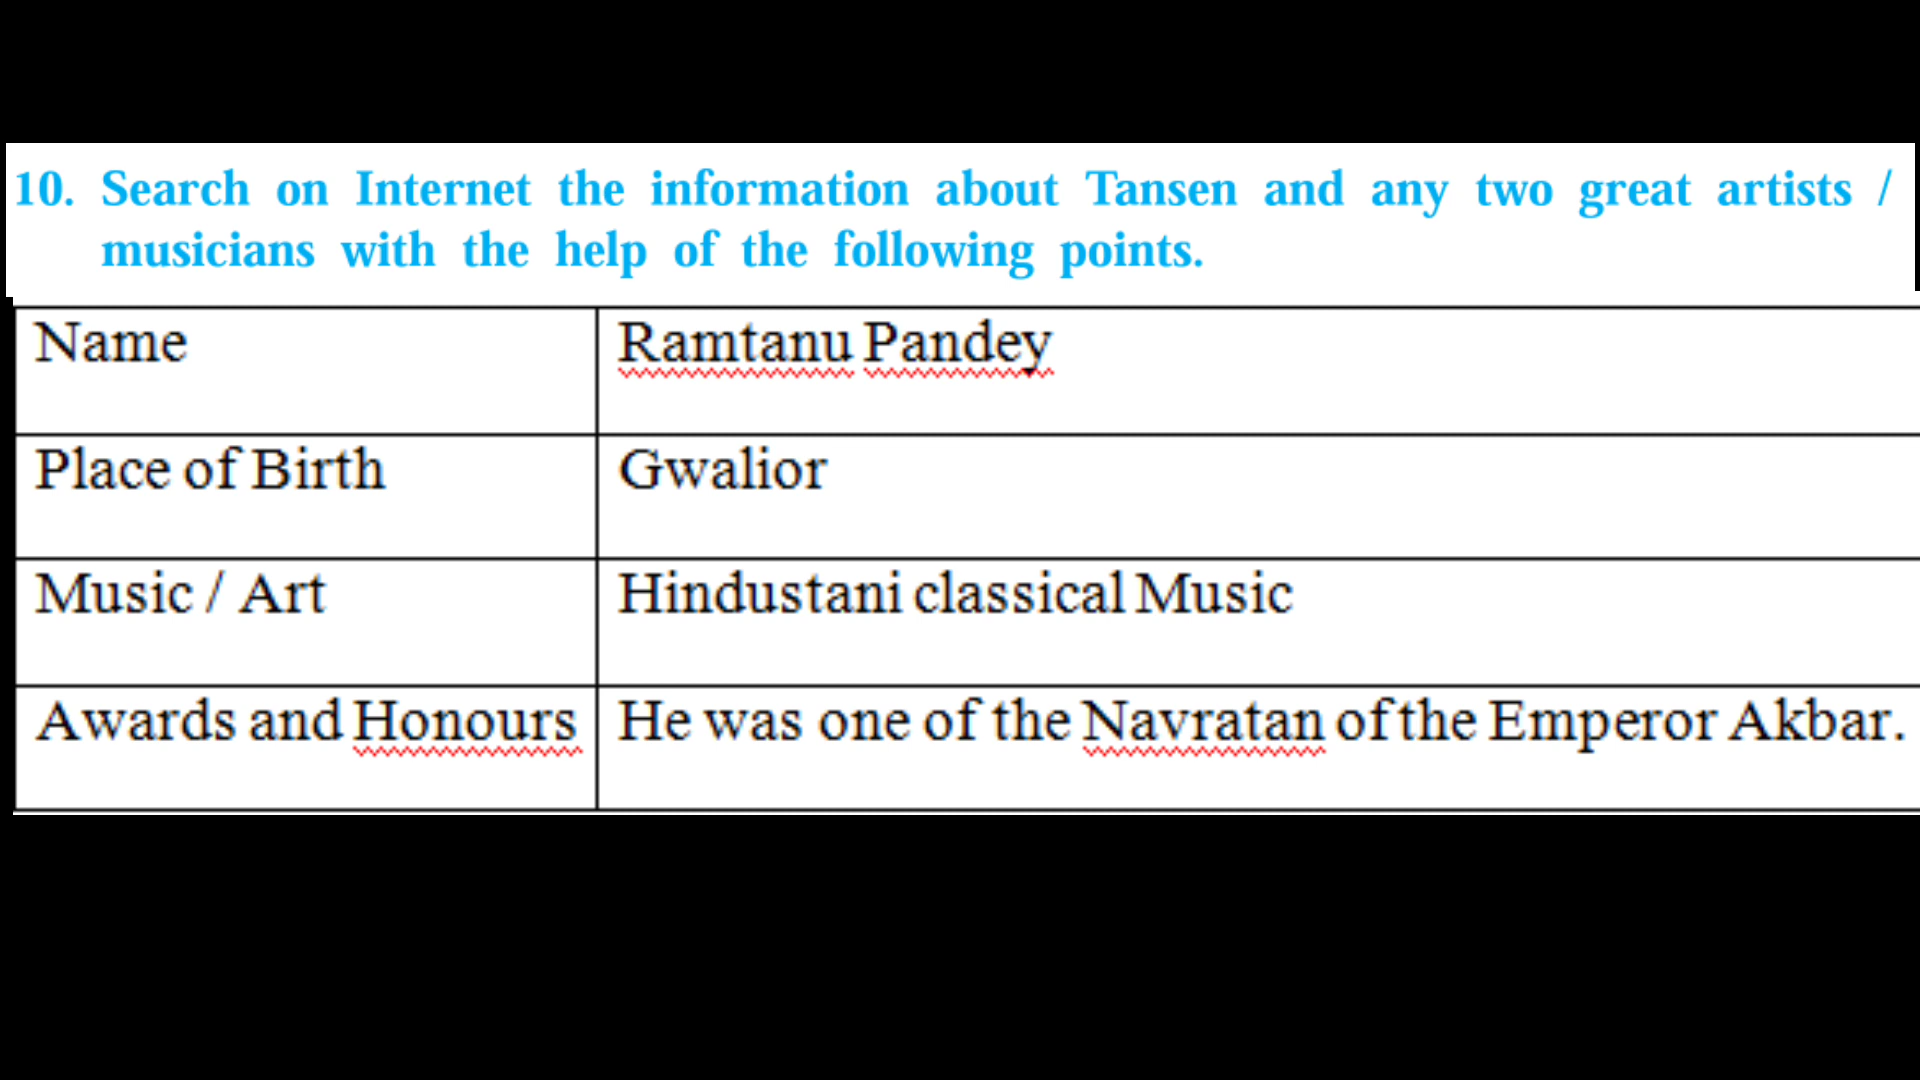 10. Search on Internet the information about Tansen and any two great artists /
musicians with the help of the following points.
Name Ramtanu Pandey
Place of Birth Gwalior
Music / Art Hindustani classical Music
Awards and Honours He was one of the Navratan of the Emperor Akbar.